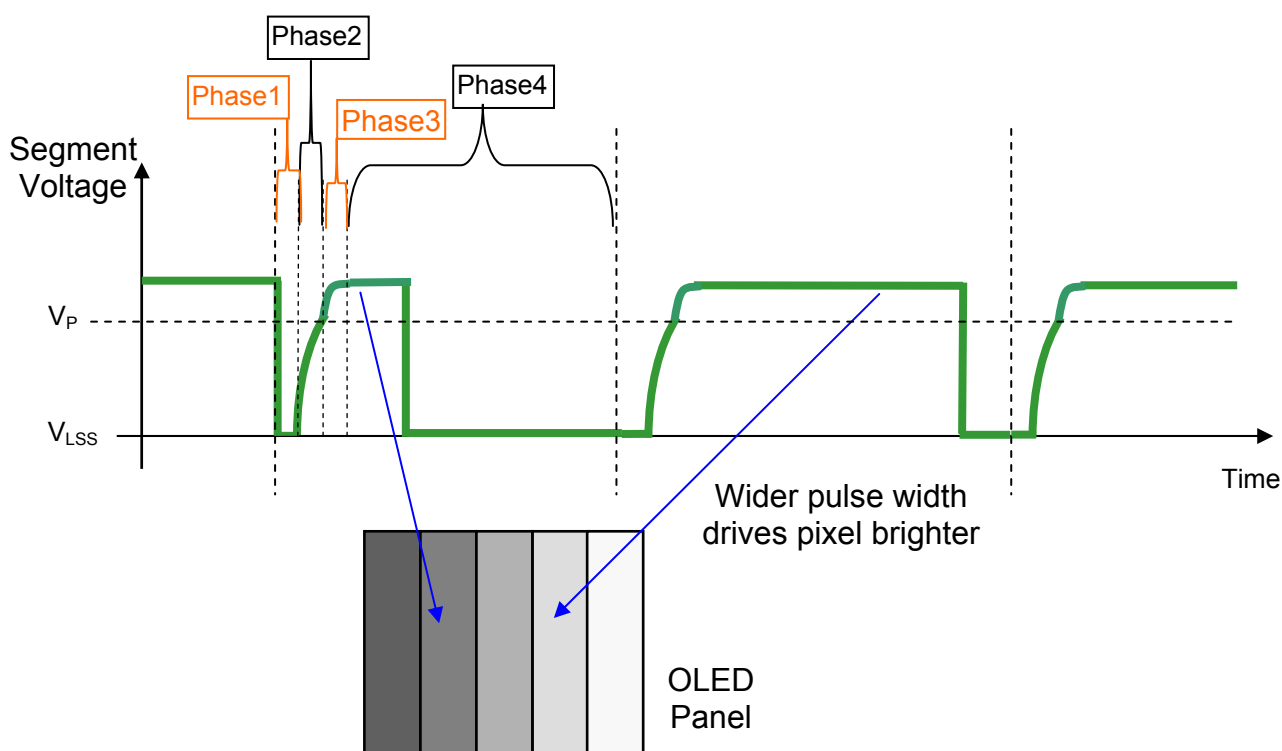 Phase2
Phase1
Phase4
Phase3
Segment
Voltage
VP
VLSS
Time
Wider pulse width
drives pixel brighter
OLED
Panel